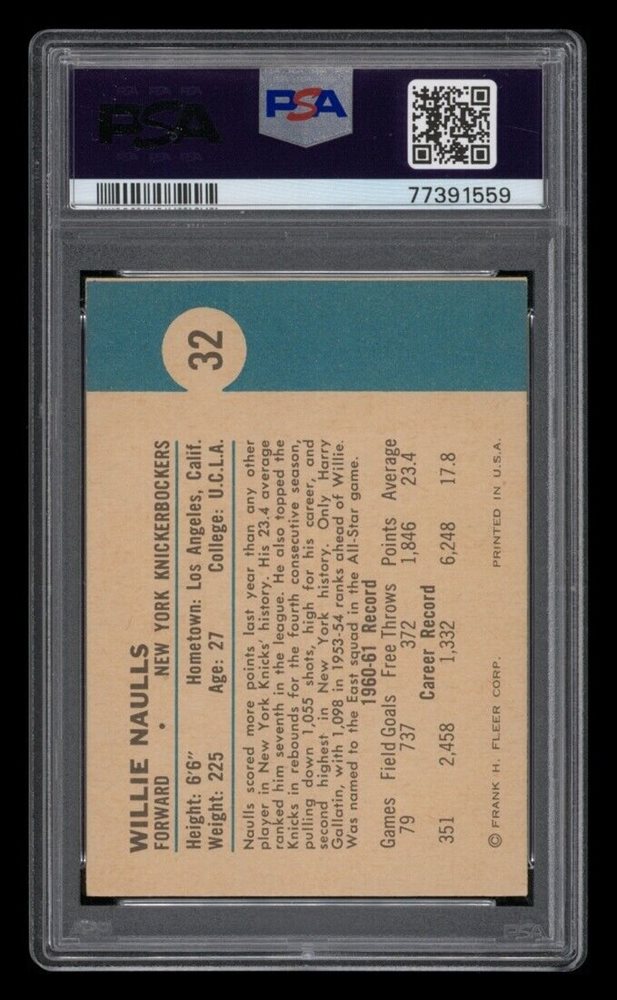 PSA
PSA
77391559
32
WILLIE NAULLS
FORWARD • NEW YORK KNICKERBOCKERS
Height: 6'6" Hometown: Los Angeles, Calif.
Weight: 225 Age: 27 College: U.C.L.A.
Naulls scored more points last year than any other
player in New York Knicks' history. His 23.4 average
ranked him seventh in the league. He also topped the
Knicks in rebounds for the fourth consecutive season,
pulling down 1,055 shots, high for his career, and
second highest in New York history. Only Harry
Gallatin, with 1,098 in 1953-54 ranks ahead of Willie.
Was named to the East squad in the All-Star game.
1960-61 Record
Games Field Goals Free Throws Points Average
79 737 372 1,846 23.4
Career Record
351 2,458 1,332 6,248 17.8
© FRANK H. FLEER CORP. PRINTED IN U.S.A.
PSA